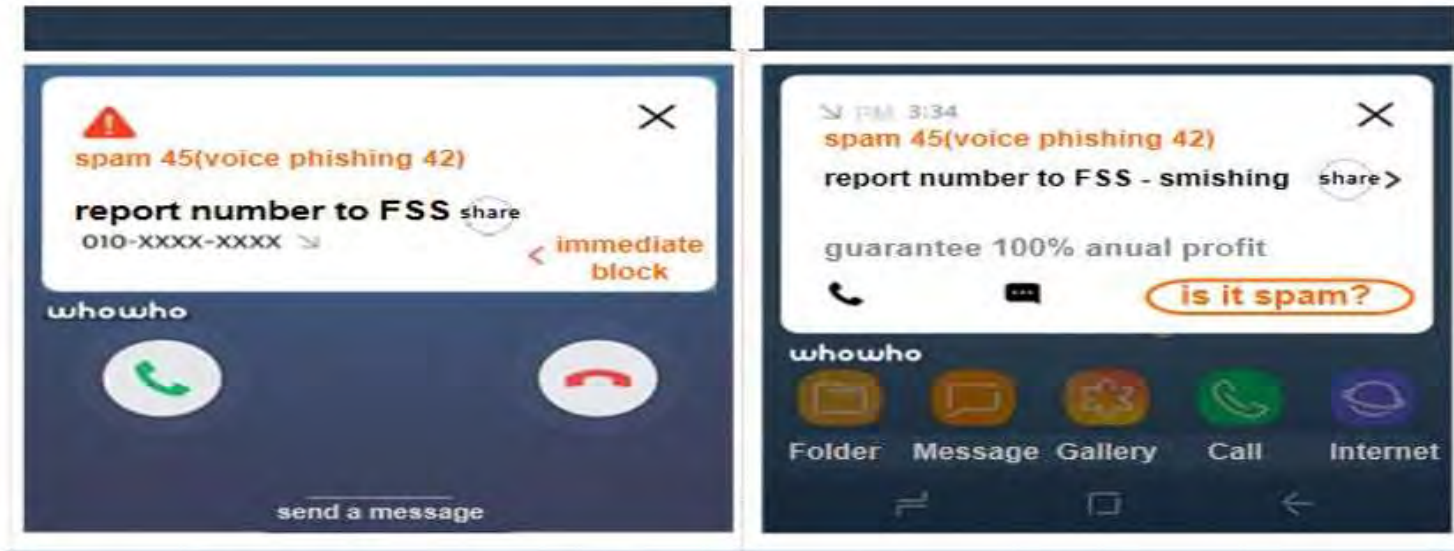 spam 45(voice phishing 42)
report number to FSS share
010-XXXX-XXXX
< immediate
block
whowho
send a message
PM 3:34
spam 45(voice phishing 42)
report number to FSS - smishing share >
guarantee 100% anual profit
is it spam?
whowho
Folder Message Gallery Call Internet